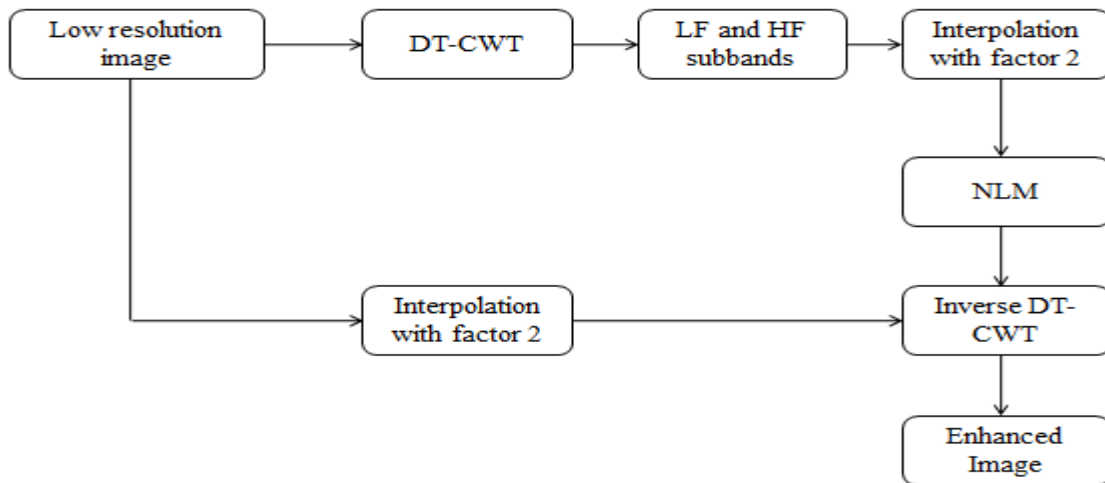 Low resolution
image
DT-CWT
LF and HF
subbands
Interpolation
with factor 2
NLM
Interpolation
with factor 2
Inverse DT-
CWT
Enhanced
Image